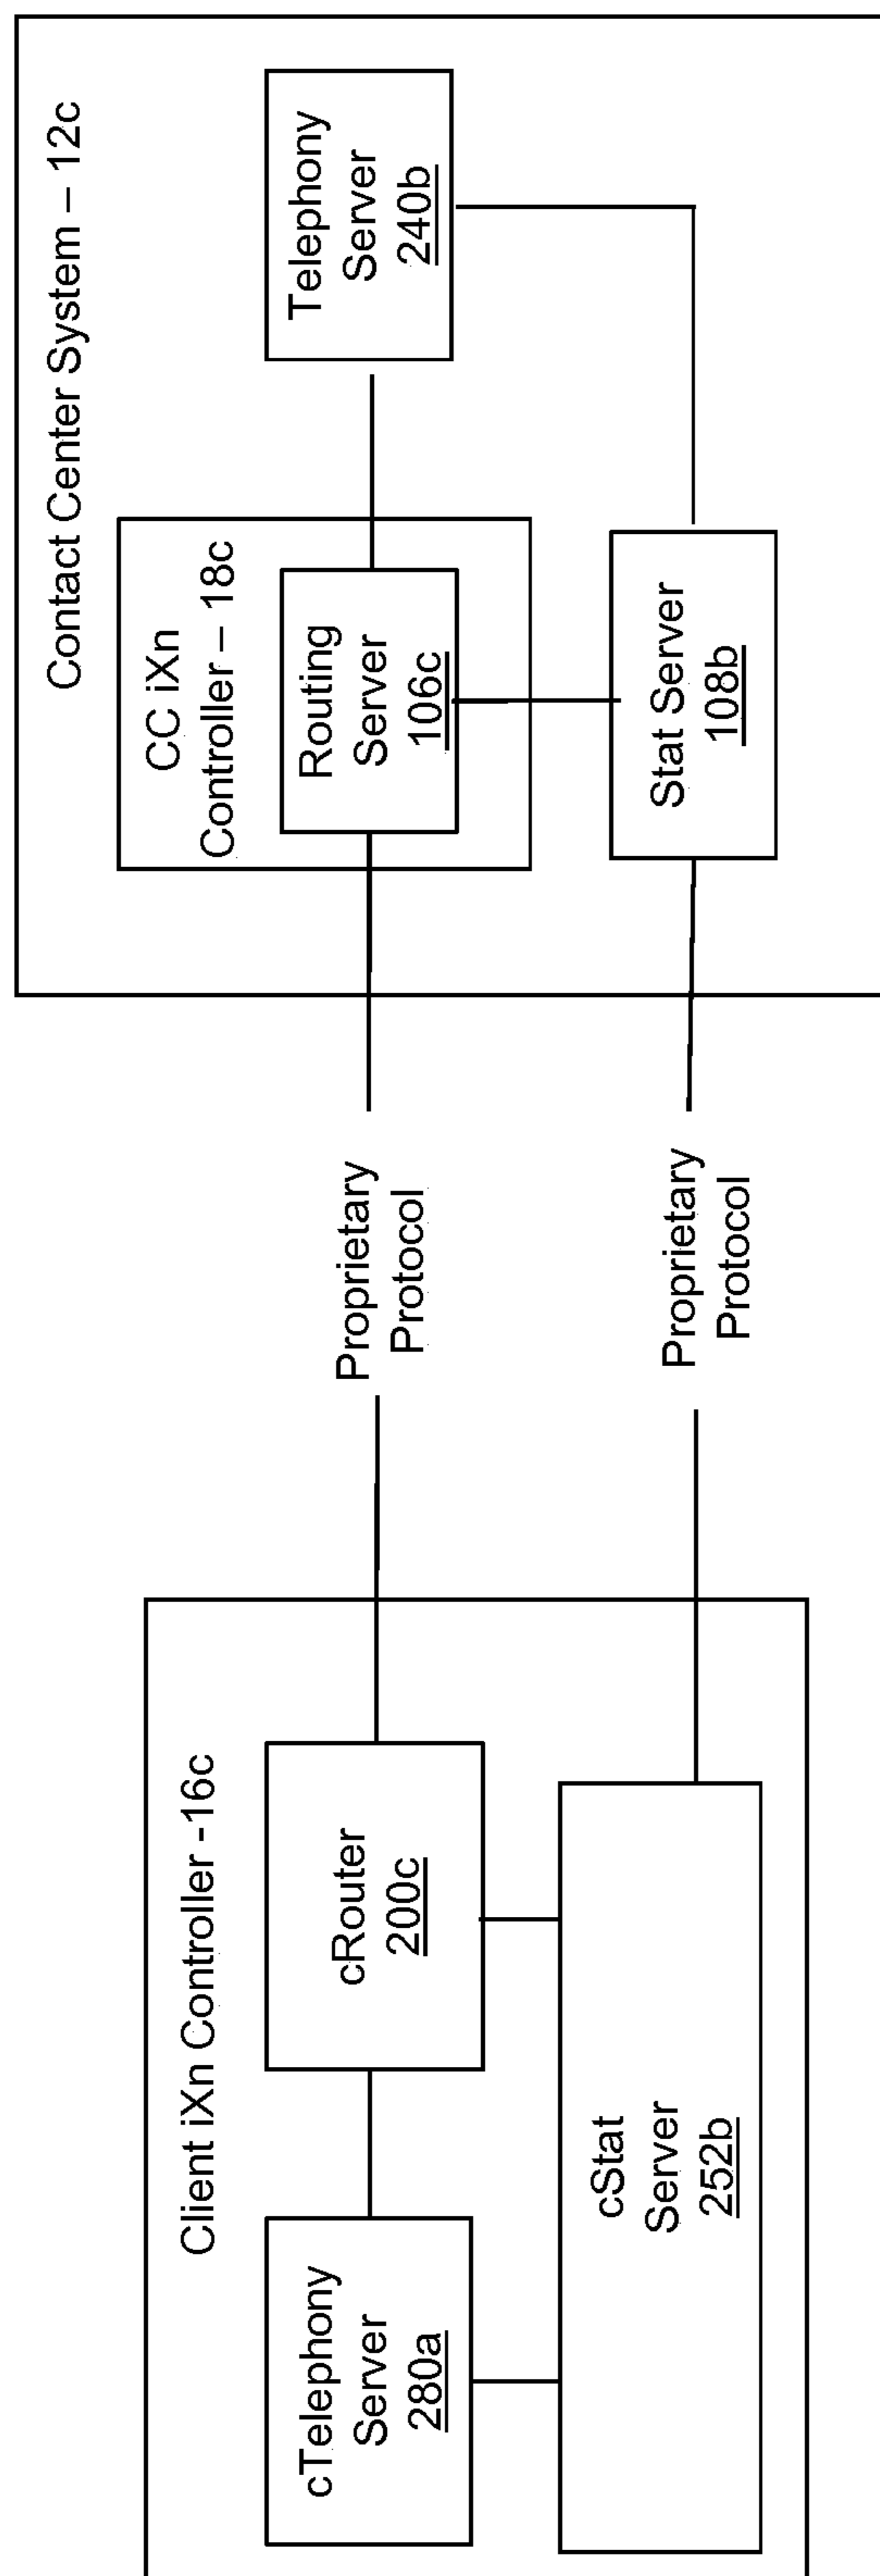 Client iXn Controller -16c
cTelephony
Server
280a
cRouter
200c
cStat
Server
252b
Proprietary
Protocol
Proprietary
Protocol
Contact Center System – 12c
CC iXn
Controller – 18c
Routing
Server
106c
Telephony
Server
240b
Stat Server
108b